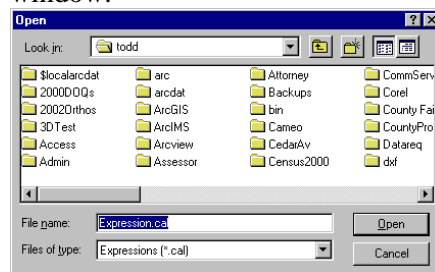 window.
Open
Look in: todd
$localarcdat arc Attorney CommServ
2000DOQs arcdat Backups Corel
2002Orthos ArcGIS bin County Fai
3DTest ArcIMS Cameo CountyPro
Access Arcview CedarAv Datareq
Admin Assessor Census2000 dxf
File name: Expression.cal Open
Files of type: Expressions (*.cal) Cancel